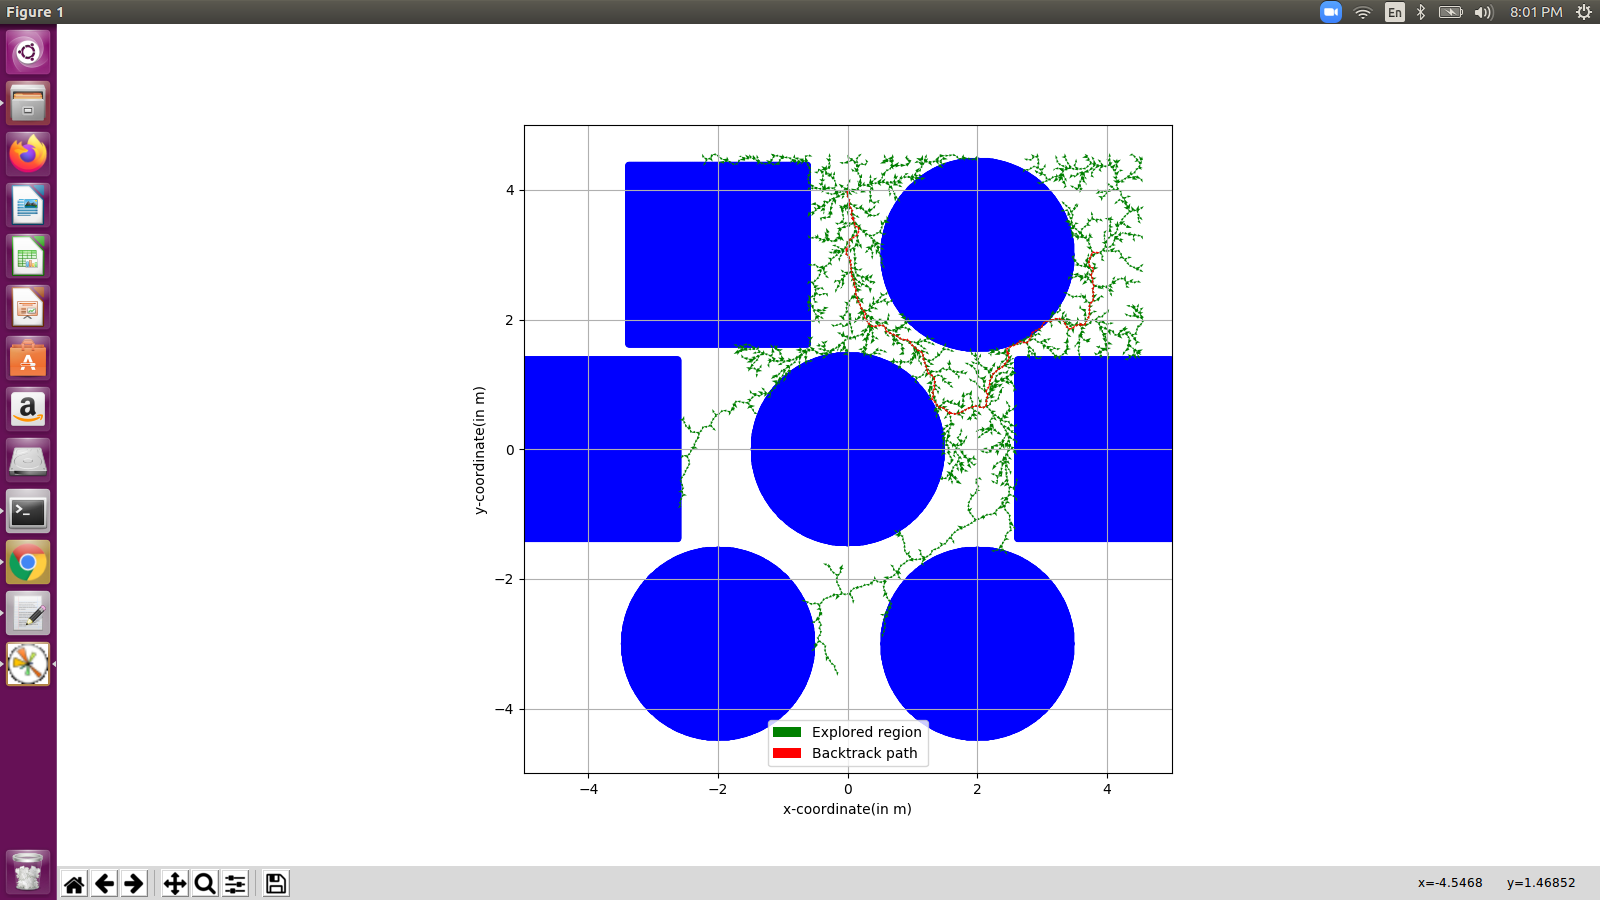 Figure 1
En
8:01 PM
a
A
>_
4
2
0
−2
−4
y-coordinate(in m)
Explored region
Backtrack path
−4
−2
0
2
4
x-coordinate(in m)
x=-4.5468 y=1.46852